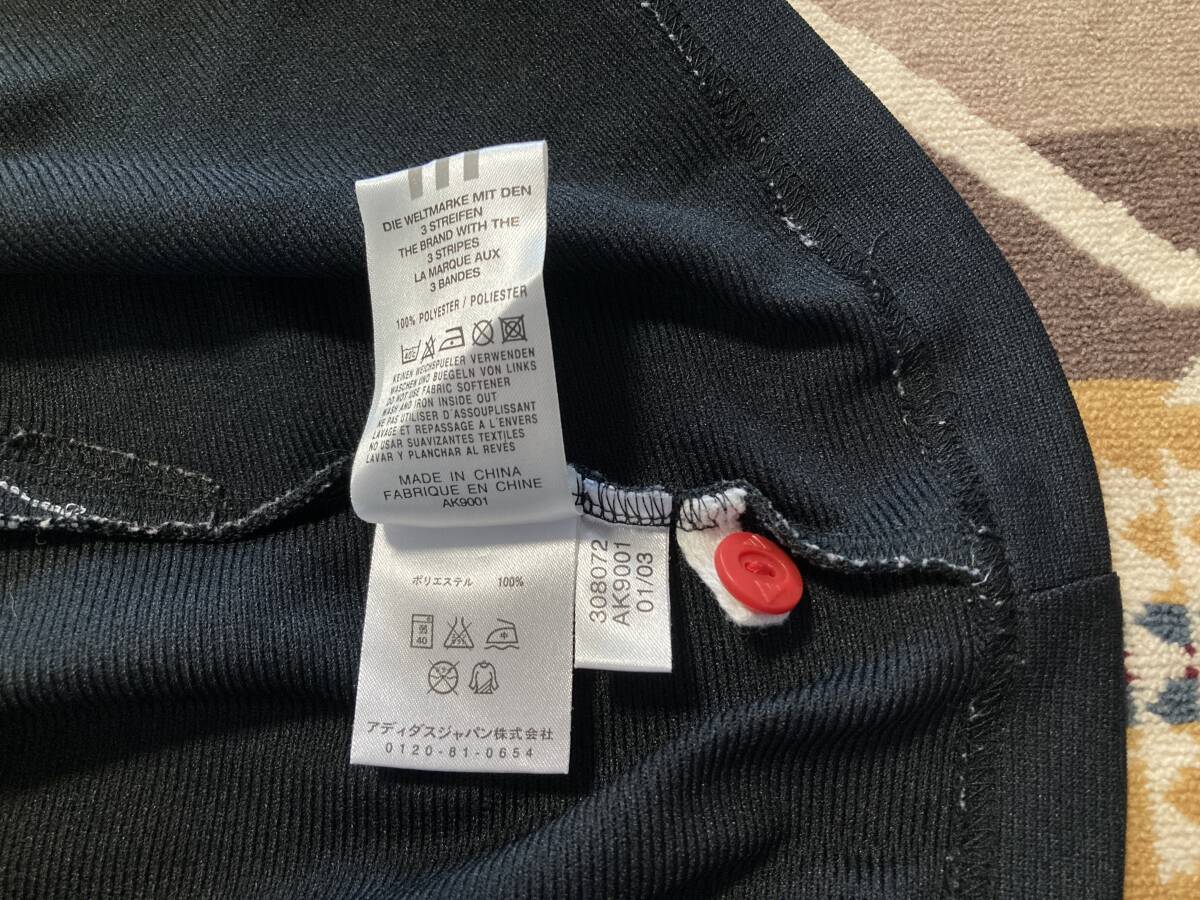 DIE WELTMARKE MIT DEN
3 STREIFEN
THE BRAND WITH THE
3 STRIPES
LA MARQUE AUX
3 BANDES
100% POLYESTER / POLIESTER
40°C
KEINEN WEICHSPUELER VERWENDEN
WASCHEN UND BUEGELN VON LINKS
DO NOT USE FABRIC SOFTENER
WASH AND IRON INSIDE OUT
NE PAS UTILISER D'ASSOUPLISSANT
LAVAGE ET REPASSAGE A L'ENVERS
NO USAR SUAVIZANTES TEXTILES
LAVAR Y PLANCHAR AL REVÉS
MADE IN CHINA
FABRIQUE EN CHINE
AK9001
ポリエステル 100%
弱
40
中
アディダスジャパン株式会社
0120-81-0654
308072
AK9001
01/03